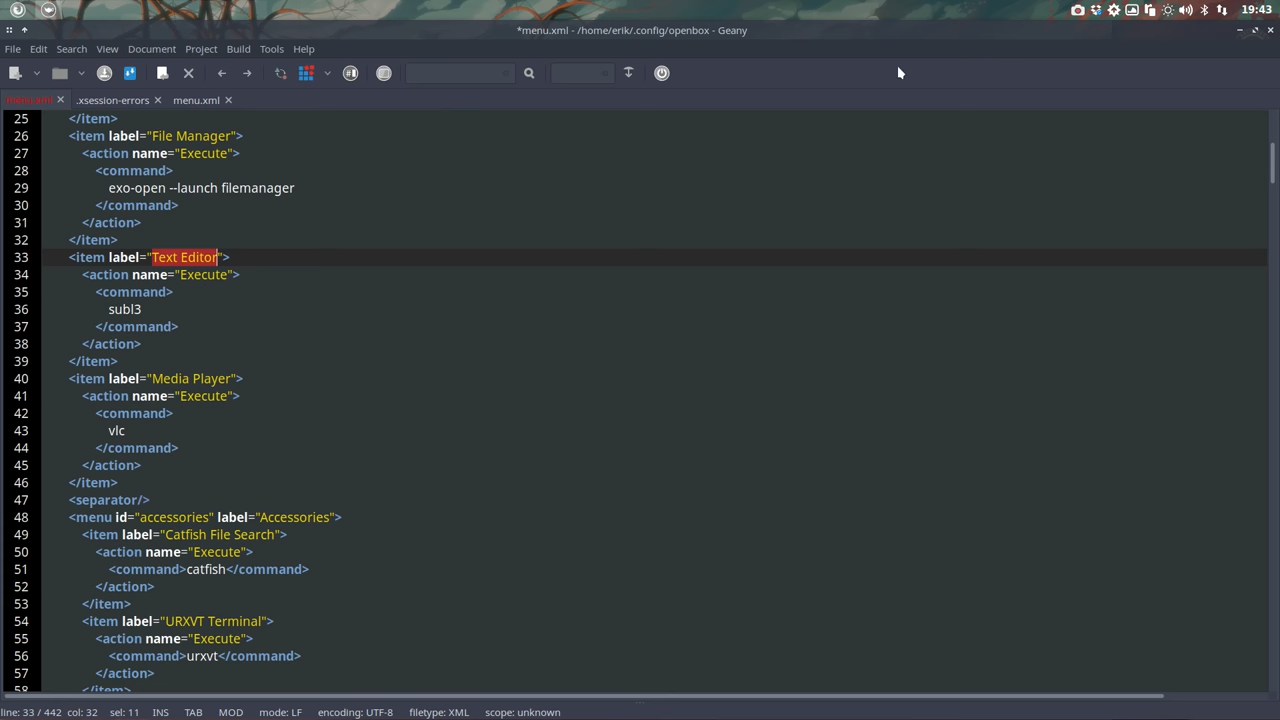 19:43
*menu.xml - /home/erik/.config/openbox - Geany
File Edit Search View Document Project Build Tools Help
menu.xml .xsession-errors menu.xml
25 </item>
26 <item label="File Manager">
27 <action name="Execute">
28 <command>
29 exo-open --launch filemanager
30 </command>
31 </action>
32 </item>
33 <item label="Text Editor">
34 <action name="Execute">
35 <command>
36 subl3
37 </command>
38 </action>
39 </item>
40 <item label="Media Player">
41 <action name="Execute">
42 <command>
43 vlc
44 </command>
45 </action>
46 </item>
47 <separator/>
48 <menu id="accessories" label="Accessories">
49 <item label="Catfish File Search">
50 <action name="Execute">
51 <command>catfish</command>
52 </action>
53 </item>
54 <item label="URXVT Terminal">
55 <action name="Execute">
56 <command>urxvt</command>
57 </action>
58 </item>
line: 33 / 442 col: 32 sel: 11 INS TAB MOD mode: LF encoding: UTF-8 filetype: XML scope: unknown